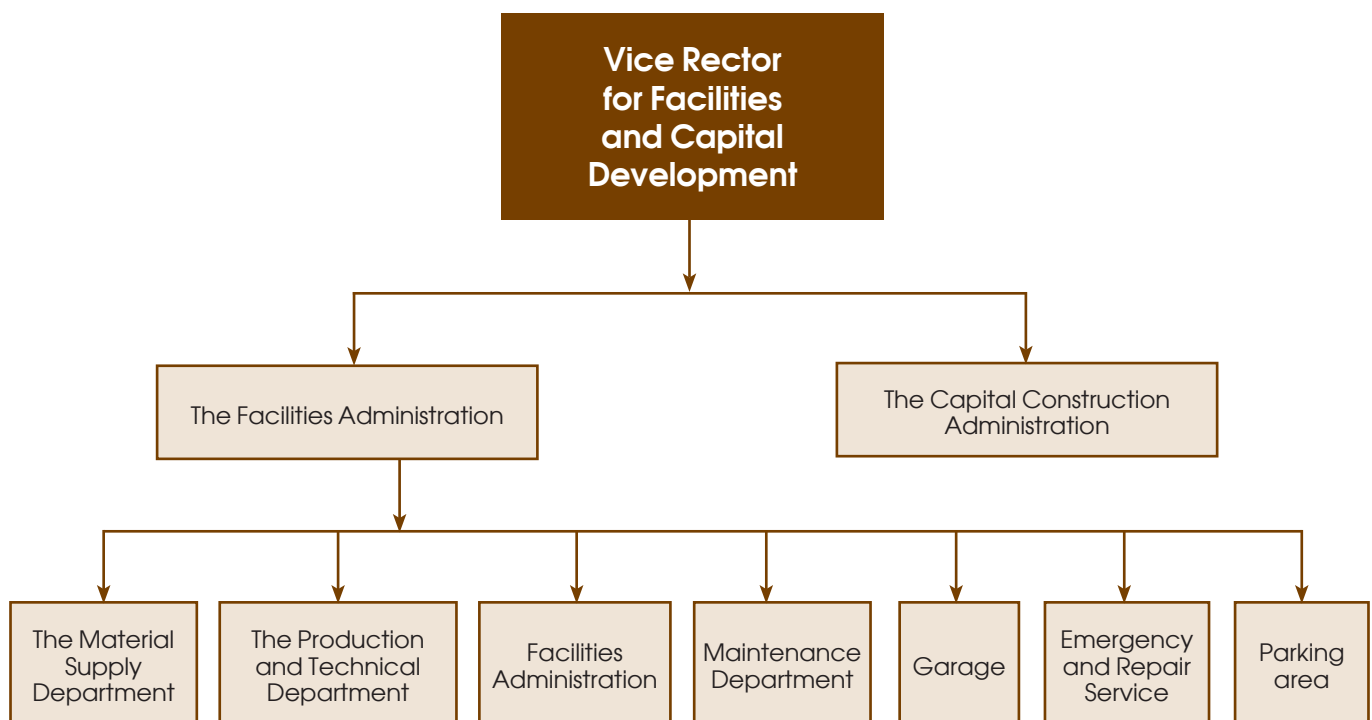 Vice Rector
for Facilities
and Capital
Development
The Facilities Administration
The Capital Construction
Administration
The Material
Supply
Department
The Production
and Technical
Department
Facilities
Administration
Maintenance
Department
Garage
Emergency
and Repair
Service
Parking
area